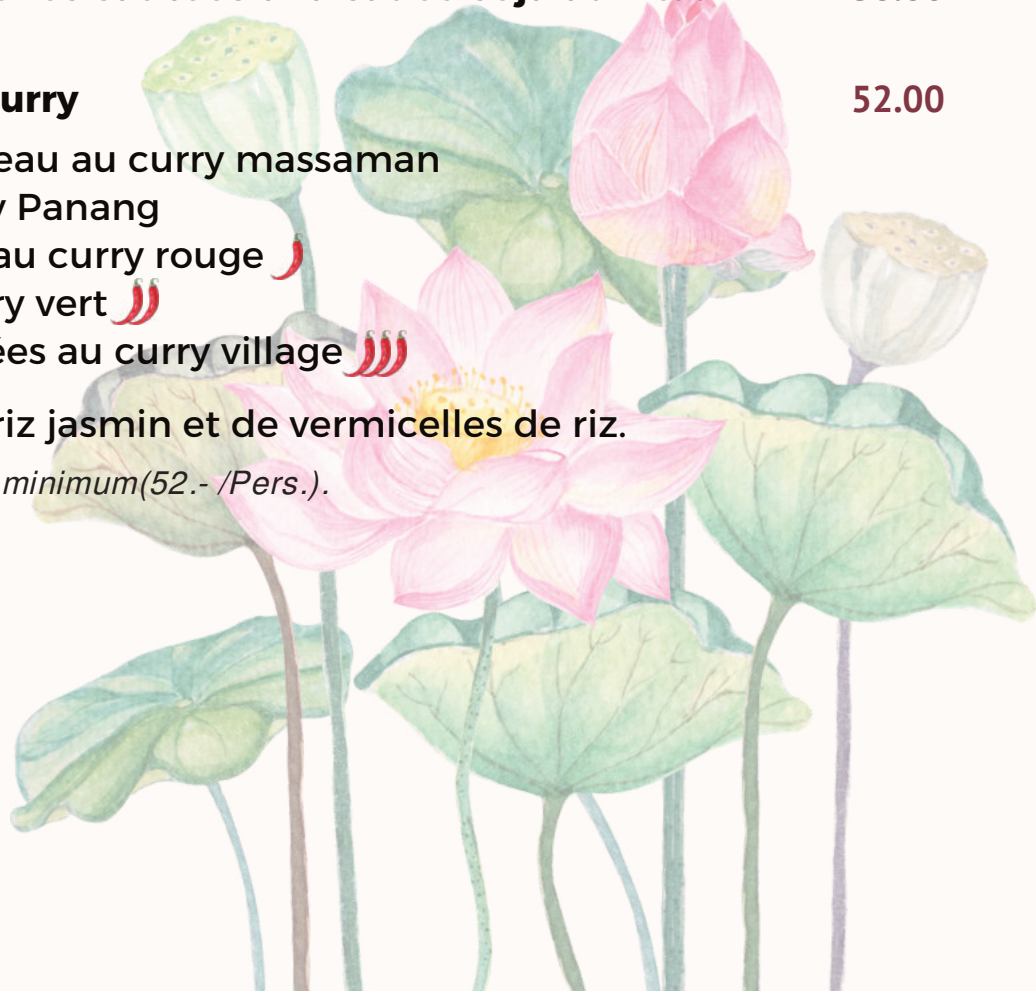 urry 52.00
eau au curry massaman
Panang
au curry rouge
ry vert
ées au curry village
riz jasmin et de vermicelles de riz.
minimum(52.- /Pers.).